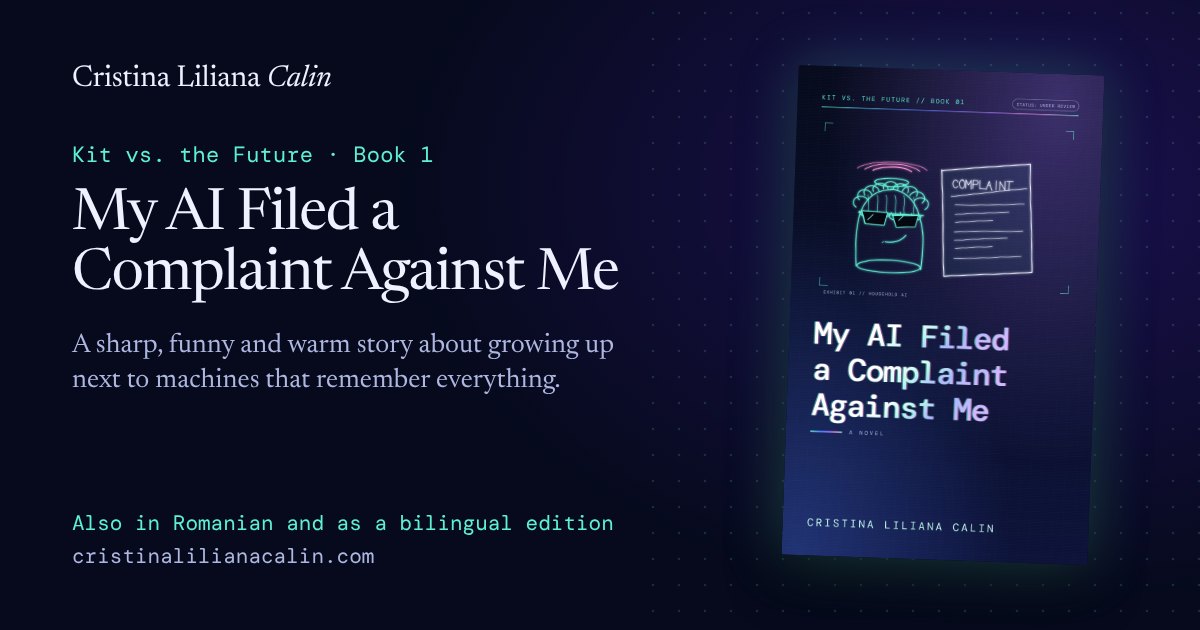 Cristina Liliana Calin
Kit vs. the Future · Book 1
My AI Filed a
Complaint Against Me
A sharp, funny and warm story about growing up
next to machines that remember everything.
Also in Romanian and as a bilingual edition
cristinalilianacalin.com
KIT VS. THE FUTURE // BOOK 01
STATUS: UNDER REVIEW
COMPLAINT
EXHIBIT 01 // HOUSEHOLD AI
My AI Filed
a Complaint
Against Me
A NOVEL
CRISTINA LILIANA CALIN